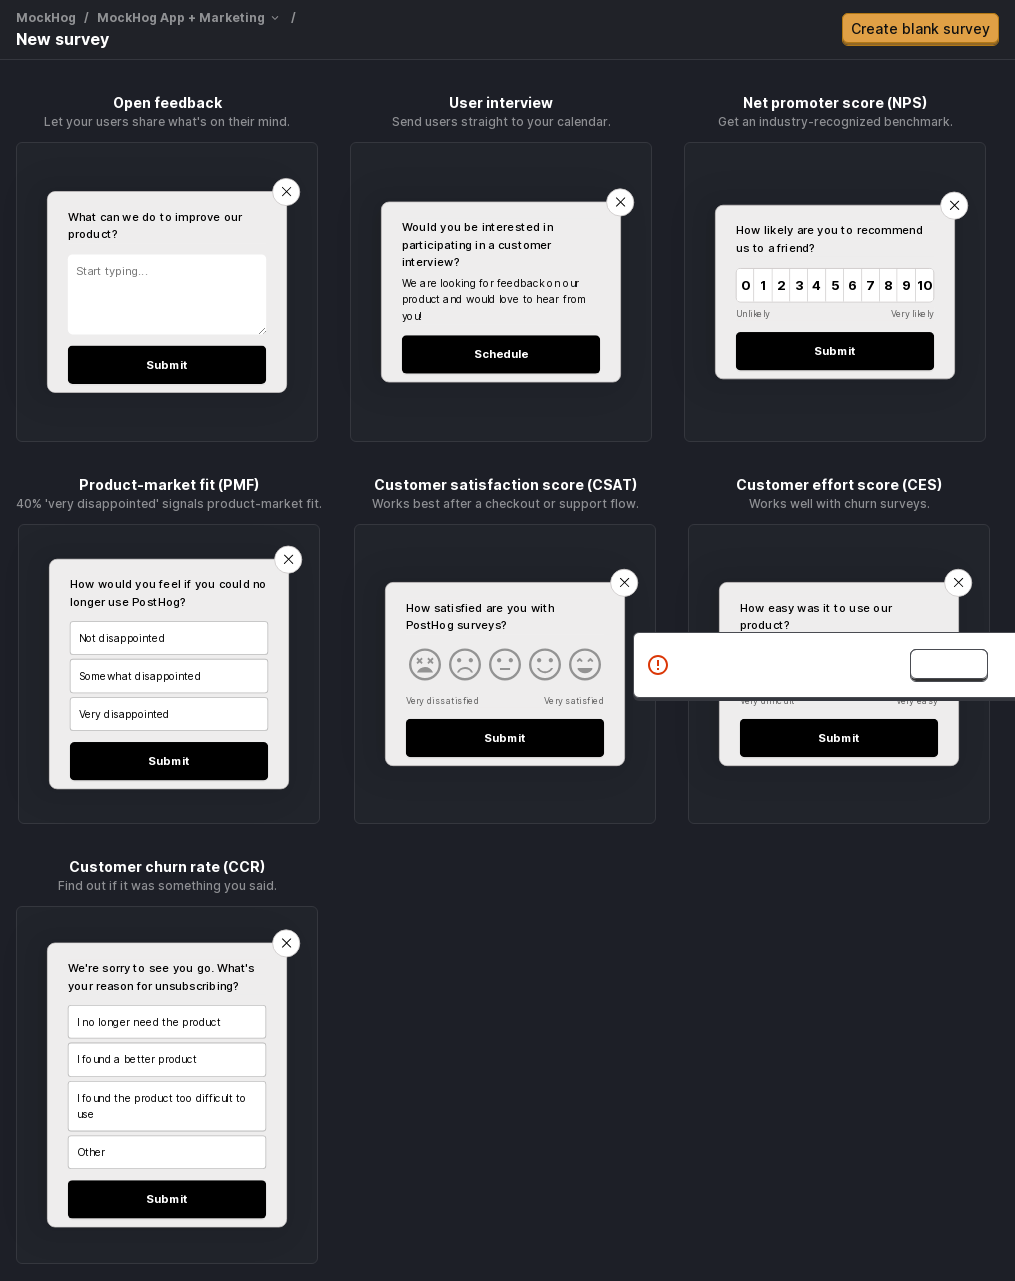 MockHog / MockHog App + Marketing /
New survey
Create blank survey
Open feedback
Let your users share what's on their mind.
What can we do to improve our
product?
Start typing...
Submit
User interview
Send users straight to your calendar.
Would you be interested in
participating in a customer
interview?
We are looking for feedback on our
product and would love to hear from
you!
Schedule
Net promoter score (NPS)
Get an industry-recognized benchmark.
How likely are you to recommend
us to a friend?
0 1 2 3 4 5 6 7 8 9 10
Unlikely Very likely
Submit
Product-market fit (PMF)
40% 'very disappointed' signals product-market fit.
How would you feel if you could no
longer use PostHog?
Not disappointed
Somewhat disappointed
Very disappointed
Submit
Customer satisfaction score (CSAT)
Works best after a checkout or support flow.
How satisfied are you with
PostHog surveys?
Very dissatisfied Very satisfied
Submit
Customer effort score (CES)
Works well with churn surveys.
How easy was it to use our
product?
Very difficult Very easy
Submit
Customer churn rate (CCR)
Find out if it was something you said.
We're sorry to see you go. What's
your reason for unsubscribing?
I no longer need the product
I found a better product
I found the product too difficult to
use
Other
Submit